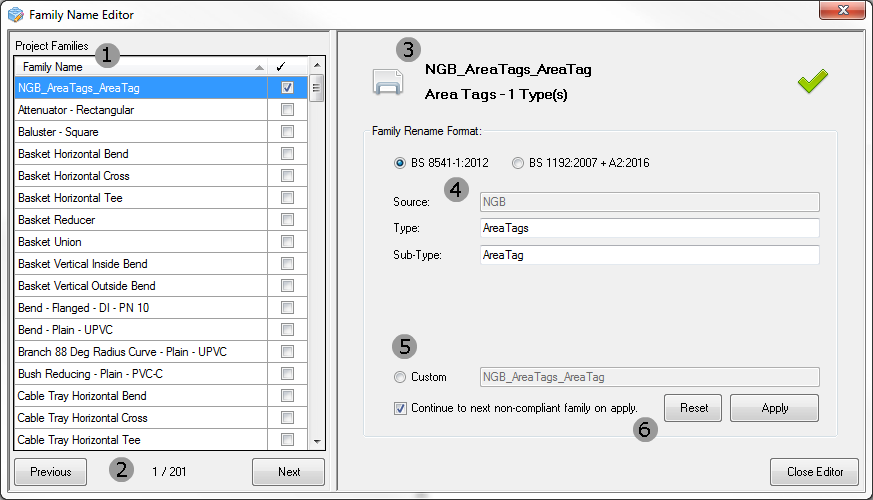 Family Name Editor
Project Families
1
Family Name ✓
NGB_AreaTags_AreaTag
Attenuator - Rectangular
Baluster - Square
Basket Horizontal Bend
Basket Horizontal Cross
Basket Horizontal Tee
Basket Reducer
Basket Union
Basket Vertical Inside Bend
Basket Vertical Outside Bend
Bend - Flanged - DI - PN 10
Bend - Plain - UPVC
Branch 88 Deg Radius Curve - Plain - UPVC
Bush Reducing - Plain - PVC-C
Cable Tray Horizontal Bend
Cable Tray Horizontal Cross
Cable Tray Horizontal Tee
Previous 2 1 / 201 Next
3
NGB_AreaTags_AreaTag
Area Tags - 1 Type(s)
Family Rename Format:
BS 8541-1:2012 BS 1192:2007 + A2:2016
4
Source: NGB
Type: AreaTags
Sub-Type: AreaTag
5
Custom NGB_AreaTags_AreaTag
Continue to next non-compliant family on apply. Reset Apply
6
Close Editor